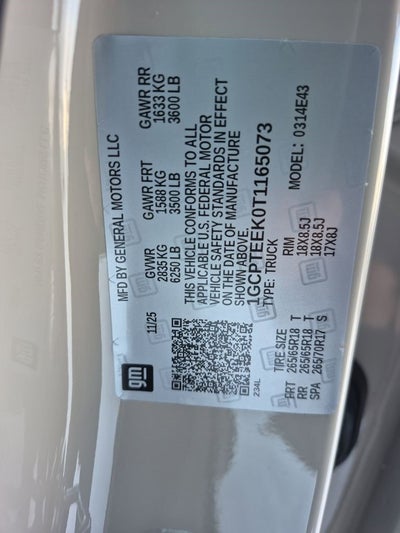 gm
MFD BY GENERAL MOTORS LLC
11/25 GVWR GAWR FRT GAWR RR
2835 KG 1588 KG 1633 KG
6250 LB 3500 LB 3600 LB
THIS VEHICLE CONFORMS TO ALL
APPLICABLE U.S. FEDERAL MOTOR
VEHICLE SAFETY STANDARDS IN EFFECT
ON THE DATE OF MANUFACTURE
SHOWN ABOVE.
1GCPTEEK0T1165073
TYPE: TRUCK MODEL: 0314E43
234L
TIRE SIZE RIM
FRT 265/65R18 T 18X8.5J
RR 265/65R18 T 18X8.5J
SPA 265/70R17 S 17X8J